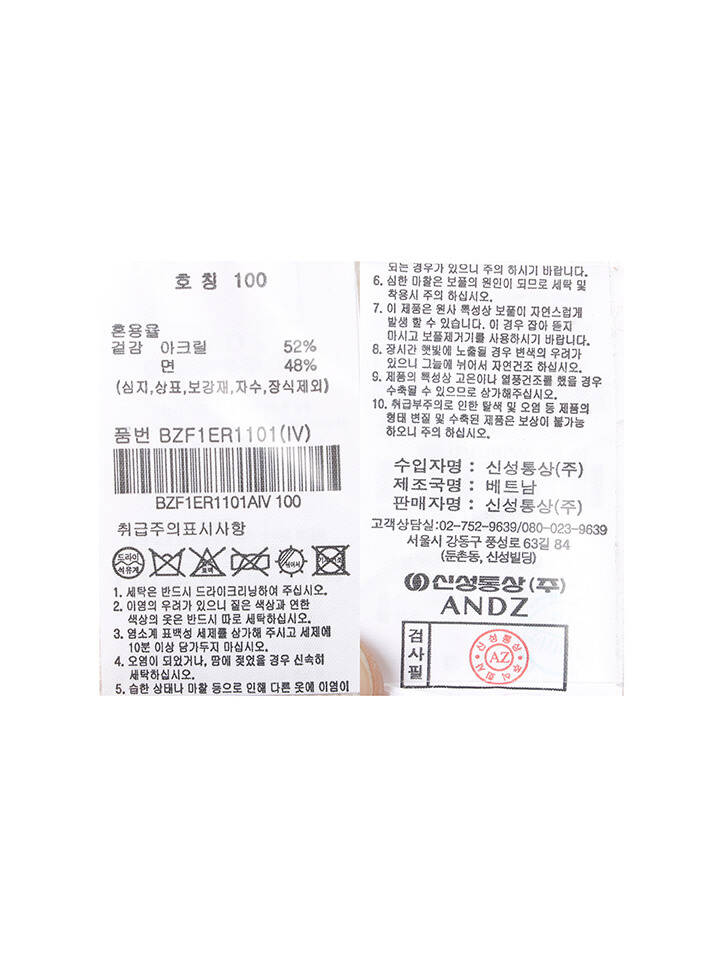 호 칭 100
혼용율
겉감 아크릴 52%
면 48%
(심지,상표,보강재,자수,장식제외)
품번 BZF1ER1101(IV)
BZF1ER1101AIV 100
취급주의표시사항
드라이
석유계
1. 세탁은 반드시 드라이크리닝하여 주십시오.
2. 이염의 우려가 있으니 짙은 색상과 연한
색상의 옷은 반드시 따로 세탁하십시오.
3. 염소계 표백성 세제를 상가해 주시고 세제에
10분 이상 담가두지 마십시오.
4. 오염이 되었거나, 땀에 젖었을 경우 신속히
세탁하십시오.
5. 습한 상태나 마찰 등으로 인해 다른 옷에 이염이
되는 경우가 있으니 주의 하시기 바랍니다.
6. 심한 마찰은 보풀의 원인이 되므로 세탁 및
착용시 주의 하십시오.
7. 이 제품은 원사 특성상 보풀이 자연스럽게
발생 할 수 있습니다. 이 경우 잡아 뜯지
마시고 보풀제거기를 사용하시기 바랍니다.
8. 장시간 햇빛에 노출될 경우 변색의 우려가
있으니 그늘에 뉘어서 자연건조 하십시오.
9. 제품의 특성상 고온이나 열풍건조를 했을 경우
수축될 수 있으므로 상가해주십시오.
10. 취급부주의로 인한 탈색 및 오염 등 제품의
형태 변질 및 수축된 제품은 보상이 불가능
하오니 주의 하십시오.
수입자명 : 신성통상(주)
제조국명 : 베트남
판매자명 : 신성통상(주)
고객상담실:02-752-9639/080-023-9639
서울시 강동구 풍성로 63길 84
(둔촌동, 신성빌딩)
신성통상(주)
ANDZ
검사필
신성통상
AZ
주식회사